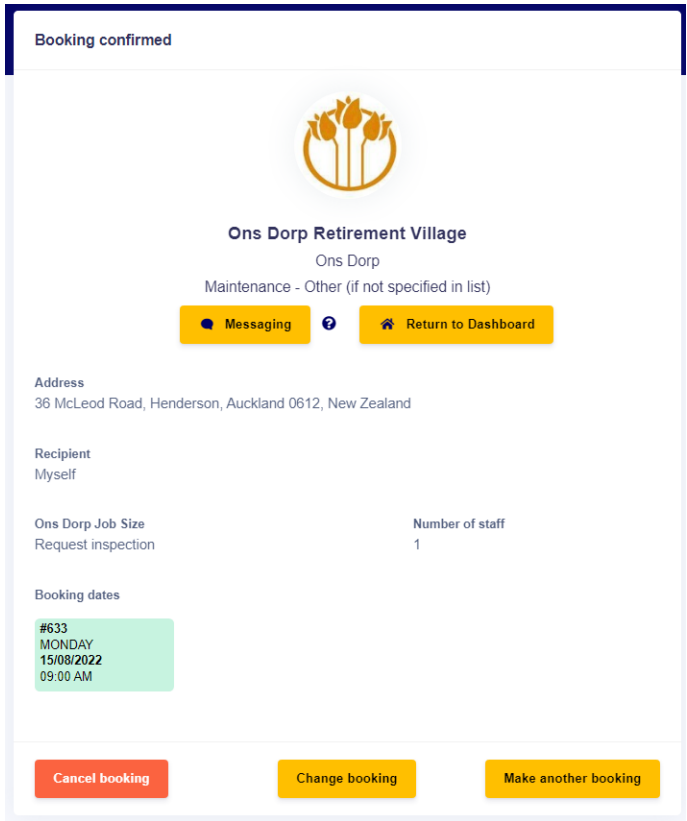 Booking confirmed
Ons Dorp Retirement Village
Ons Dorp
Maintenance - Other (if not specified in list)
Messaging ? Return to Dashboard
Address
36 McLeod Road, Henderson, Auckland 0612, New Zealand
Recipient
Myself
Ons Dorp Job Size Number of staff
Request inspection 1
Booking dates
#633
MONDAY
15/08/2022
09:00 AM
Cancel booking Change booking Make another booking